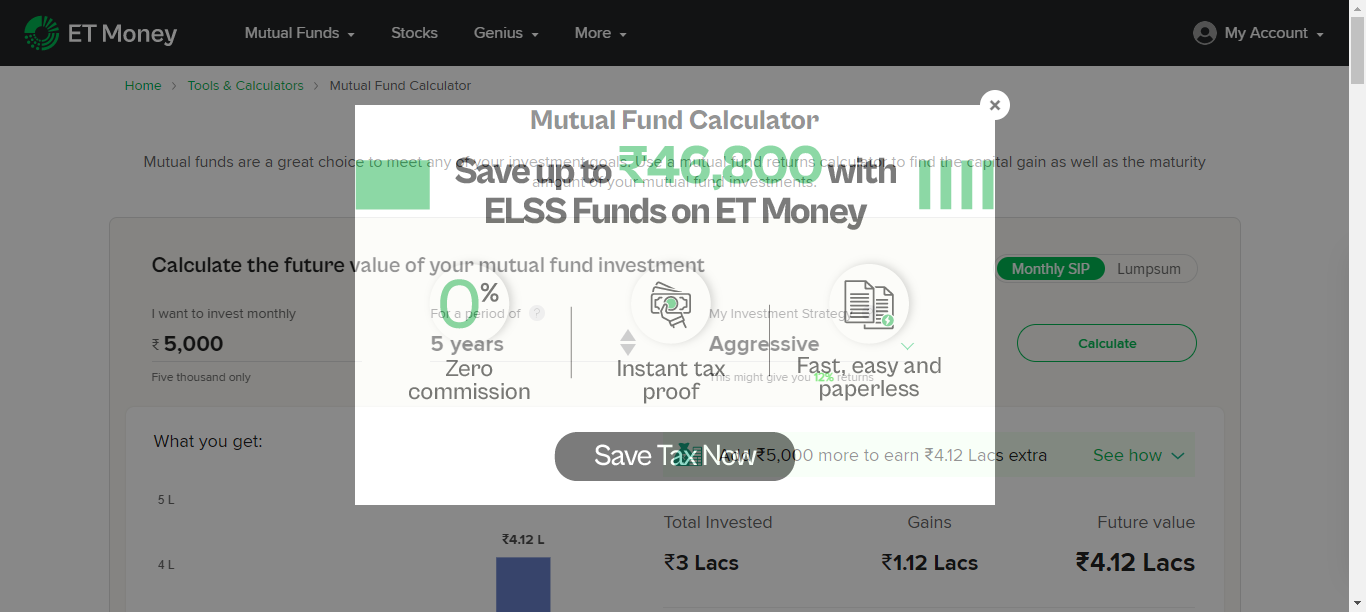 ET Money
Mutual Funds
Stocks
Genius
More
My Account
Home > Tools & Calculators > Mutual Fund Calculator
×
Mutual Fund Calculator
Mutual funds are a great choice to meet any of your investment goals. Use a mutual fund returns calculator to find the capital gain as well as the maturity
amount of your mutual fund investments.
Save up to ₹46,800 with
ELSS Funds on ET Money
Calculate the future value of your mutual fund investment
Monthly SIP
Lumpsum
I want to invest monthly
₹ 5,000
Five thousand only
For a period of ?
5 years
My Investment Strategy
Aggressive
This might give you 12% returns
Calculate
0%
Zero
commission
Instant tax
proof
Fast, easy and
paperless
Save Tax Now
What you get:
Add ₹5,000 more to earn ₹4.12 Lacs extra
See how
5 L
4 L
₹4.12 L
Total Invested
Gains
Future value
₹3 Lacs
₹1.12 Lacs
₹4.12 Lacs